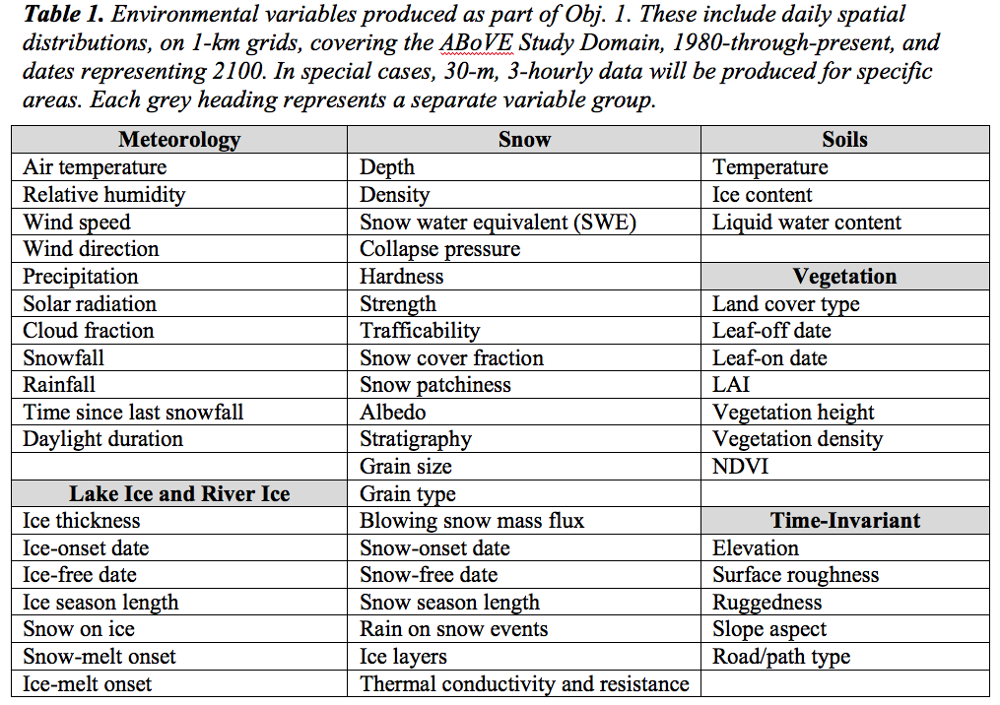 Table 1. Environmental variables produced as part of Obj. 1. These include daily spatial
distributions, on 1-km grids, covering the ABoVE Study Domain, 1980-through-present, and
dates representing 2100. In special cases, 30-m, 3-hourly data will be produced for specific
areas. Each grey heading represents a separate variable group.
Meteorology Snow Soils
Air temperature Depth Temperature
Relative humidity Density Ice content
Wind speed Snow water equivalent (SWE) Liquid water content
Wind direction Collapse pressure
Precipitation Hardness Vegetation
Solar radiation Strength Land cover type
Cloud fraction Trafficability Leaf-off date
Snowfall Snow cover fraction Leaf-on date
Rainfall Snow patchiness LAI
Time since last snowfall Albedo Vegetation height
Daylight duration Stratigraphy Vegetation density
Grain size NDVI
Lake Ice and River Ice Grain type
Ice thickness Blowing snow mass flux Time-Invariant
Ice-onset date Snow-onset date Elevation
Ice-free date Snow-free date Surface roughness
Ice season length Snow season length Ruggedness
Snow on ice Rain on snow events Slope aspect
Snow-melt onset Ice layers Road/path type
Ice-melt onset Thermal conductivity and resistance